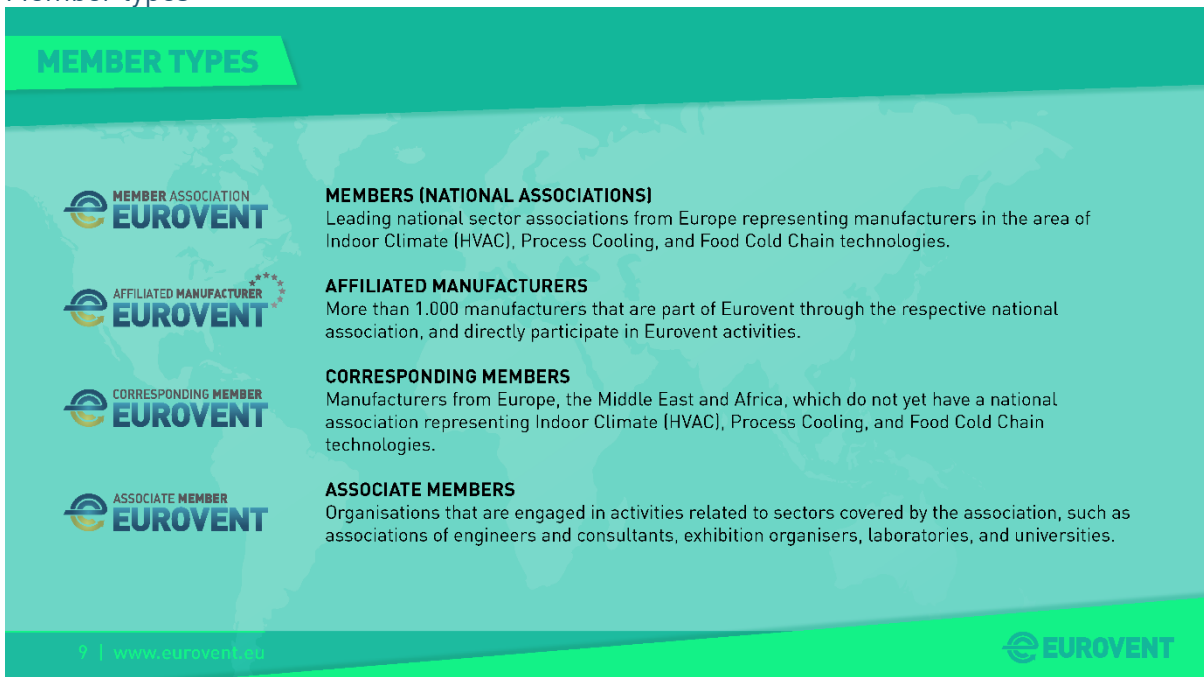 Member types
MEMBER TYPES
MEMBER ASSOCIATION
EUROVENT
MEMBERS (NATIONAL ASSOCIATIONS)
Leading national sector associations from Europe representing manufacturers in the area of
Indoor Climate (HVAC), Process Cooling, and Food Cold Chain technologies.
AFFILIATED MANUFACTURER
EUROVENT
AFFILIATED MANUFACTURERS
More than 1.000 manufacturers that are part of Eurovent through the respective national
association, and directly participate in Eurovent activities.
CORRESPONDING MEMBER
EUROVENT
CORRESPONDING MEMBERS
Manufacturers from Europe, the Middle East and Africa, which do not yet have a national
association representing Indoor Climate (HVAC), Process Cooling, and Food Cold Chain
technologies.
ASSOCIATE MEMBER
EUROVENT
ASSOCIATE MEMBERS
Organisations that are engaged in activities related to sectors covered by the association, such as
associations of engineers and consultants, exhibition organisers, laboratories, and universities.
9 | www.eurovent.eu
EUROVENT